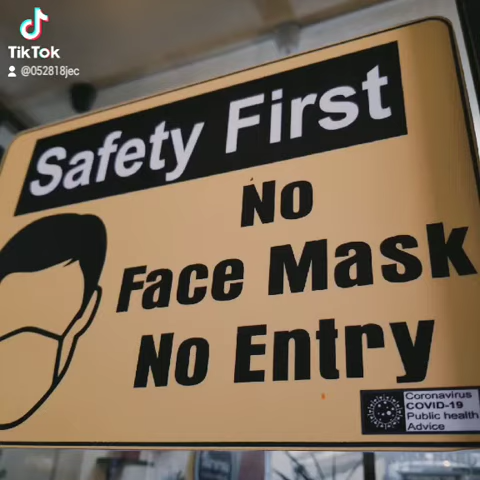 TikTok
@052818jec
Safety First
No
Face Mask
No Entry
Coronavirus
COVID-19
Public health
Advice